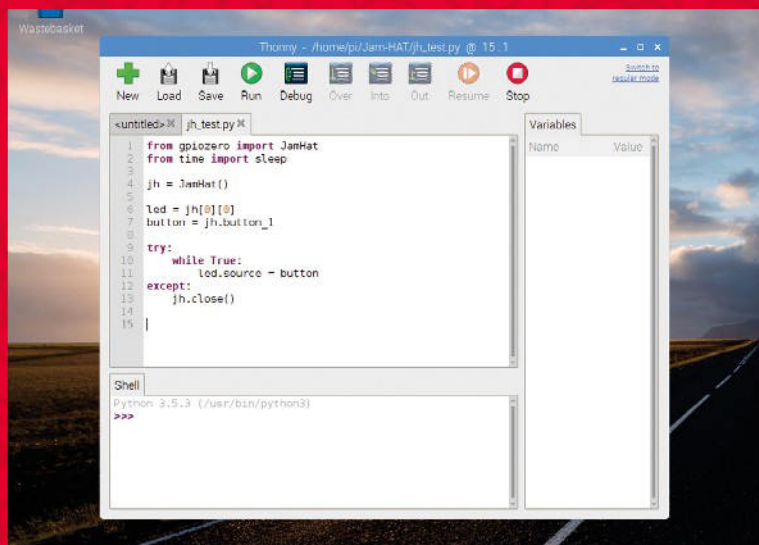 Wastebasket
Thonny - /home/pi/Jam-HAT/jh_test.py @ 15 : 1
New Load Save Run Debug Over Into Out Resume Stop
Switch to
regular mode
<untitled> jh_test.py
1 from gpiozero import JamHat
2 from time import sleep
3
4 jh = JamHat()
5
6 led = jh[0][0]
7 button = jh.button_1
8
9 try:
10     while True:
11         led.source = button
12 except:
13     jh.close()
14
15
Variables
Name Value
Shell
Python 3.5.3 (/usr/bin/python3)
>>>